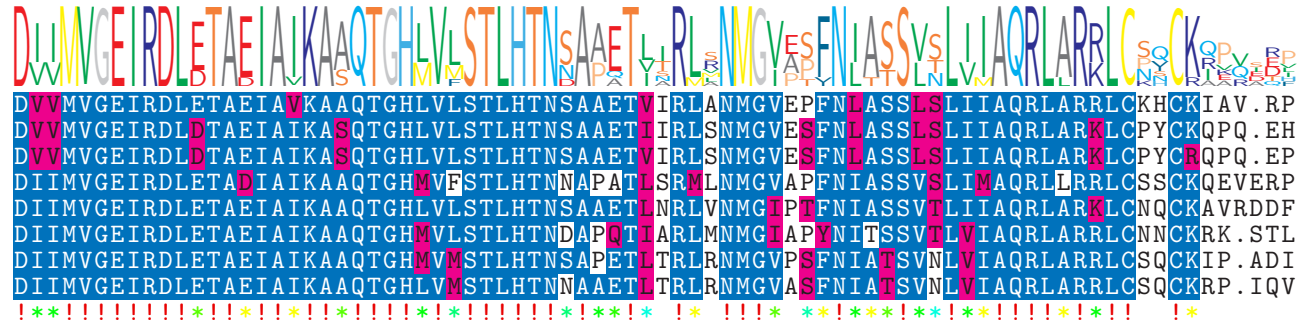 DVVMVGEIRDLETAEIAVKAAQTGHLVLSTLHTNSAAETVIRLANMGVEPFNLASSLSLIIAQRLARRLCKHCKIAV.RP
DVVMVGEIRDLDTAEIAIKASQTGHLVLSTLHTNSAAETIIRLSNMGVESFNLASSLSLIIAQRLARKLCPYCKQPQ.EH
DVVMVGEIRDLDTAEIAIKASQTGHLVLSTLHTNSAAETVIRLSNMGVESFNLASSLSLIIAQRLARKLCPYCRQPQ.EP
DIIMVGEIRDLETADIAIKAAQTGHMVFSTLHTNNAPATLSRMLNMGVAPFNIASSVSLIMAQRLLRRLCSSCKQEVERP
DIIMVGEIRDLETAEIAIKAAQTGHLVLSTLHTNSAAETLNRLVNMGIPTFNIASSVTLIIAQRLARKLCNQCKAVRDDF
DIIMVGEIRDLETAEIAIKAAQTGHMVLSTLHTNDAPQTIARLMNMGIAPYNITSSVTLVIAQRLARRLCNNCKRK.STL
DIIMVGEIRDLETAEIAIKAAQTGHMVMSTLHTNSAPETLTRLRNMGVPSFNIATSVNLVIAQRLARRLCSQCKIP.ADI
DIIMVGEIRDLETAEIAIKAAQTGHLVMSTLHTNNAAETLTRLRNMGVASFNIATSVNLVIAQRLARRLCSQCKRP.IQV
!**!!!!!!!!*!!*!!*!!*!!!!*!*!!!!!!*!**!* !* !!!* **!***!**!**!!!!*!*!!  !*